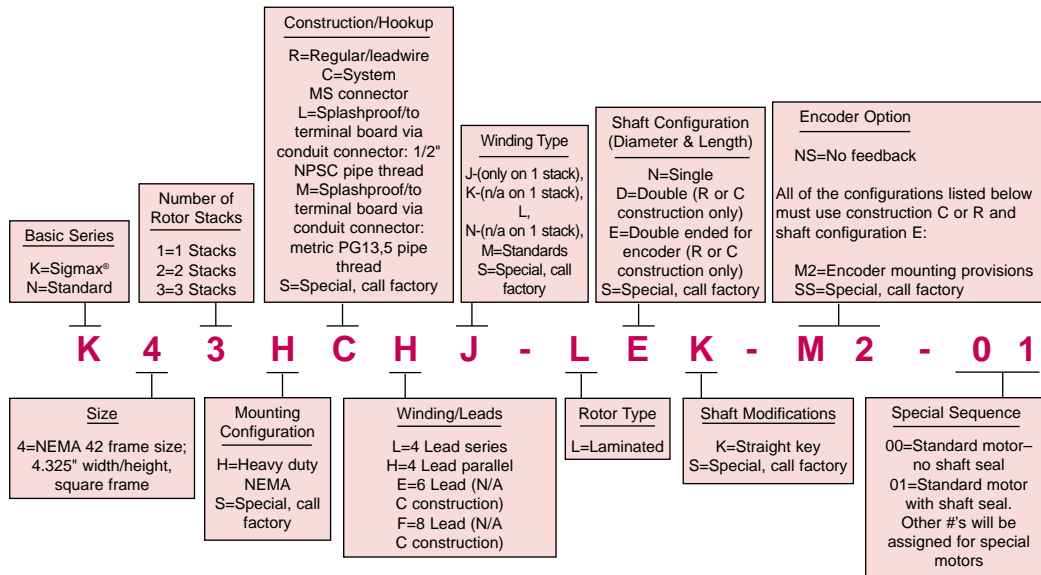 Construction/Hookup
R=Regular/leadwire
C=System
MS connector
L=Splashproof/to
terminal board via
conduit connector: 1/2"
NPSC pipe thread
M=Splashproof/to
terminal board via
conduit connector:
metric PG13,5 pipe
thread
S=Special, call factory
Shaft Configuration
(Diameter & Length)
N=Single
D=Double (R or C
construction only)
E=Double ended for
encoder (R or C
construction only)
S=Special, call factory
Encoder Option
NS=No feedback
All of the configurations listed below
must use construction C or R and
shaft configuration E:
M2=Encoder mounting provisions
SS=Special, call factory
Winding Type
J-(only on 1 stack),
K-(n/a on 1 stack),
L,
N-(n/a on 1 stack),
M=Standards
S=Special, call
factory
Number of
Rotor Stacks
1=1 Stacks
2=2 Stacks
3=3 Stacks
Basic Series
K=Sigmax®
N=Standard
K 4 3 H C H J - L E K - M 2 - 0 1
Size
4=NEMA 42 frame size;
4.325" width/height,
square frame
Mounting
Configuration
H=Heavy duty
NEMA
S=Special, call
factory
Winding/Leads
L=4 Lead series
H=4 Lead parallel
E=6 Lead (N/A
C construction)
F=8 Lead (N/A
C construction)
Rotor Type
L=Laminated
Shaft Modifications
K=Straight key
S=Special, call factory
Special Sequence
00=Standard motor–
no shaft seal
01=Standard motor
with shaft seal.
Other #'s will be
assigned for special
motors